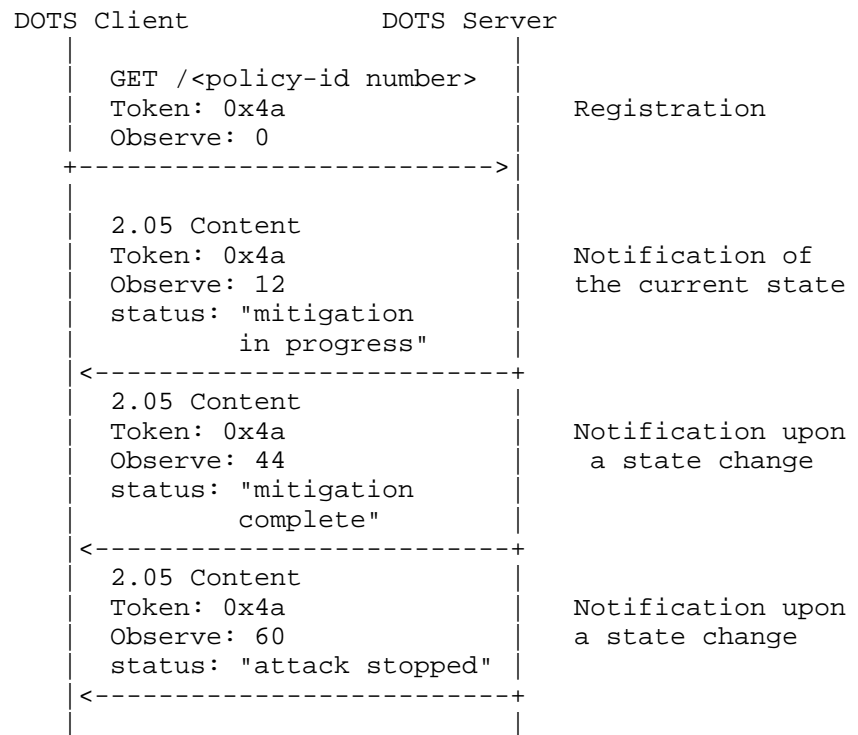 DOTS Client DOTS Server
GET /<policy-id number>
Token: 0x4a Registration
Observe: 0
2.05 Content
Token: 0x4a Notification of
Observe: 12 the current state
status: "mitigation
in progress"
2.05 Content
Token: 0x4a Notification upon
Observe: 44 a state change
status: "mitigation
complete"
2.05 Content
Token: 0x4a Notification upon
Observe: 60 a state change
status: "attack stopped"